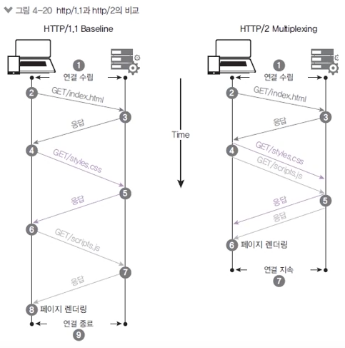 그림 4-20 http/1.1과 http/2의 비교
HTTP/1.1 Baseline
1
연결 수립
2
GET/index.html
3
응답
4
GET/styles.css
5
응답
6
GET/scripts.js
7
응답
8 페이지 렌더링
연결 종료
9
Time
HTTP/2 Multiplexing
1
연결 수립
2
GET/index.html
3
응답
4
GET/styles.css
GET/scripts.js
5
응답
응답
6 페이지 렌더링
연결 지속
7